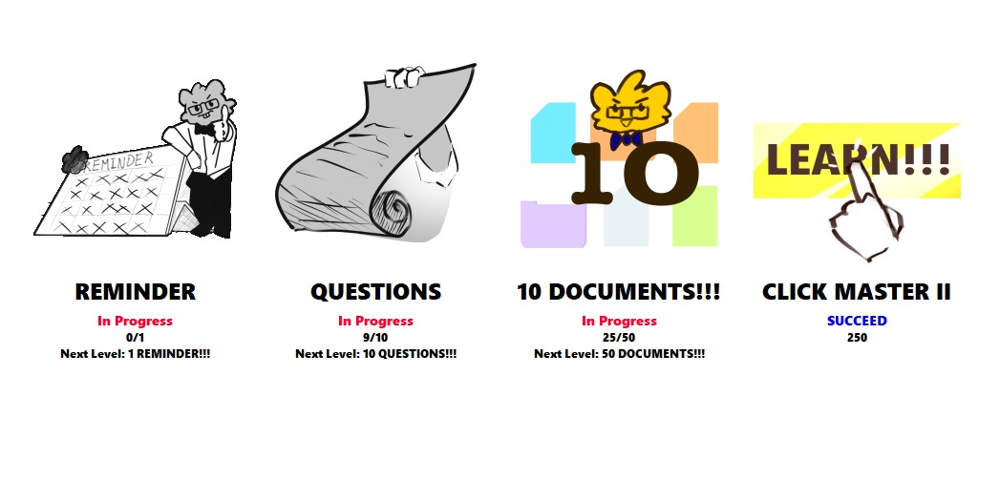 REMINDER
10
LEARN!!!
REMINDER
In Progress
0/1
Next Level: 1 REMINDER!!!
QUESTIONS
In Progress
9/10
Next Level: 10 QUESTIONS!!!
10 DOCUMENTS!!!
In Progress
25/50
Next Level: 50 DOCUMENTS!!!
CLICK MASTER II
SUCCEED
250